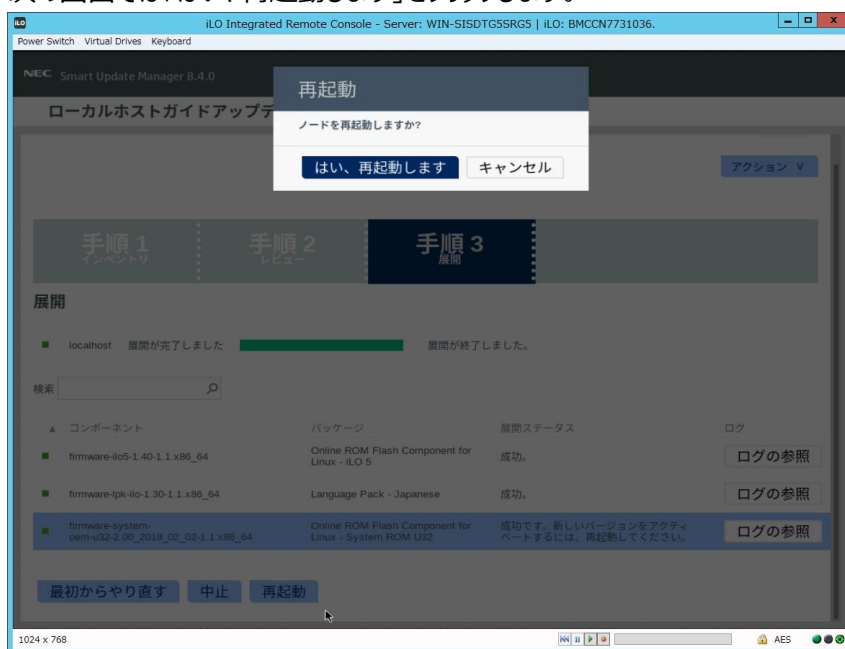 次の画面では「はい、再起動します」をクリックします。
iLO
iLO Integrated Remote Console - Server: WIN-SISDTG5SRG5 | iLO: BMCCN7731036.
Power Switch Virtual Drives Keyboard
NEC Smart Update Manager 8.4.0
ローカルホストガイドアップデ
再起動
ノードを再起動しますか?
はい、再起動します キャンセル
アクション
手順 1
インベントリ
手順 2
レビュー
手順 3
展開
展開
localhost 展開が完了しました 展開が終了しました。
検索
コンポーネント パッケージ 展開ステータス ログ
firmware-ilo5-1.40-1.1.x86_64
Online ROM Flash Component for
Linux - iLO 5
成功。
ログの参照
firmware-lpk-ilo-1.30-1.1.x86_64
Language Pack - Japanese
成功。
ログの参照
firmware-system-
oem-u32-2.00_2019_02_02-1.1.x86_64
Online ROM Flash Component for
Linux - System ROM U32
成功です。新しいバージョンをアクティ
ベートするには、再起動してください。
ログの参照
最初からやり直す 中止 再起動
1024 x 768
AES